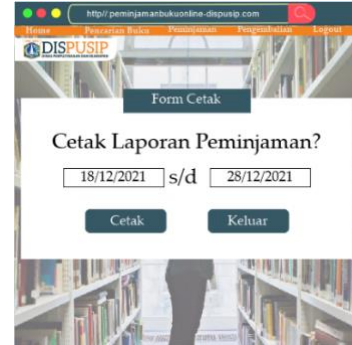 http// peminjamanbukuonline-dispusip.com
Home Pencarian Buku Peminjaman Pengembalian Logout
DISPUSIP
Form Cetak
Cetak Laporan Peminjaman?
18/12/2021 s/d 28/12/2021
Cetak Keluar